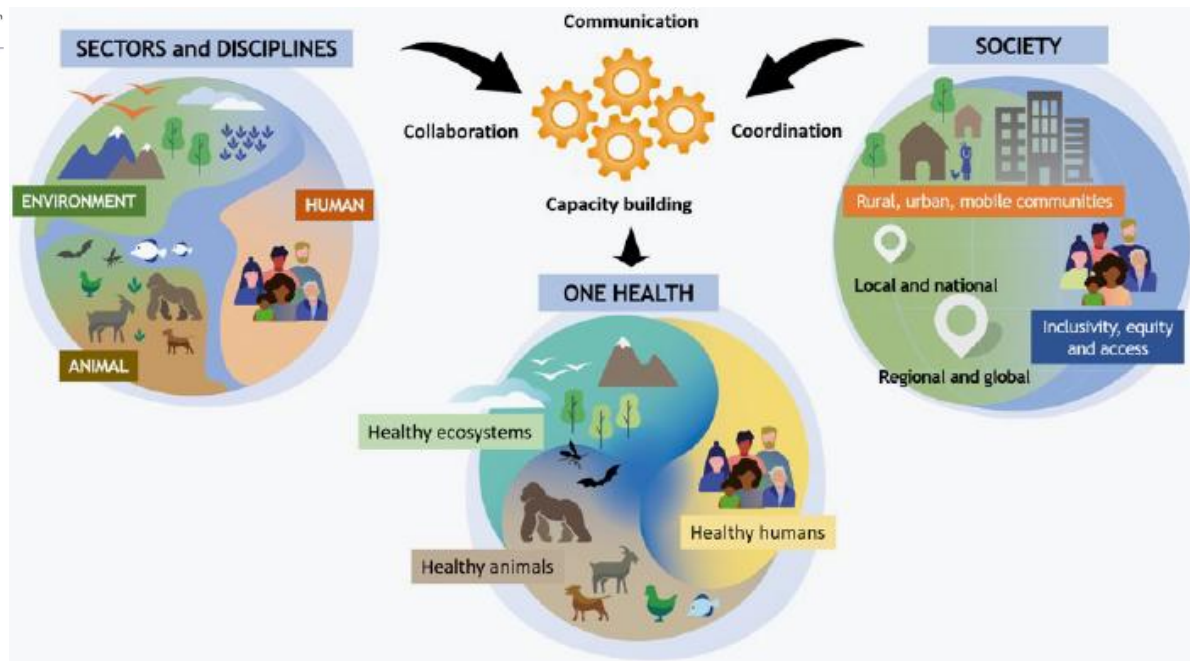 Communication
SECTORS and DISCIPLINES
SOCIETY
Collaboration
Coordination
ENVIRONMENT
HUMAN
Rural, urban, mobile communities
Capacity building
Local and national
ONE HEALTH
Inclusivity, equity
and access
ANIMAL
Regional and global
Healthy ecosystems
Healthy humans
Healthy animals